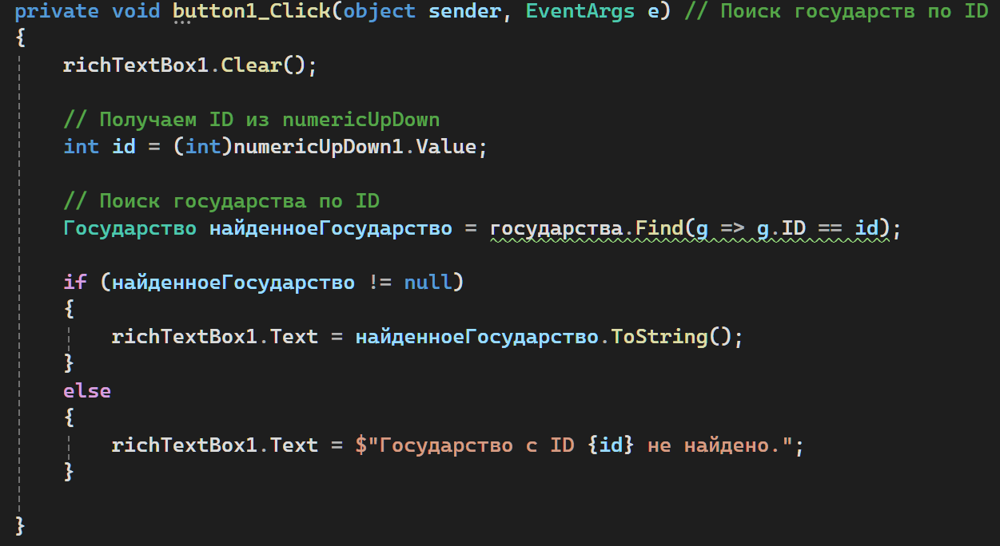 private void button1_Click(object sender, EventArgs e) // Поиск государств по ID
{
    richTextBox1.Clear();

    // Получаем ID из numericUpDown
    int id = (int)numericUpDown1.Value;

    // Поиск государства по ID
    Государство найденноеГосударство = государства.Find(g => g.ID == id);

    if (найденноеГосударство != null)
    {
        richTextBox1.Text = найденноеГосударство.ToString();
    }
    else
    {
        richTextBox1.Text = $"Государство с ID {id} не найдено.";
    }

}